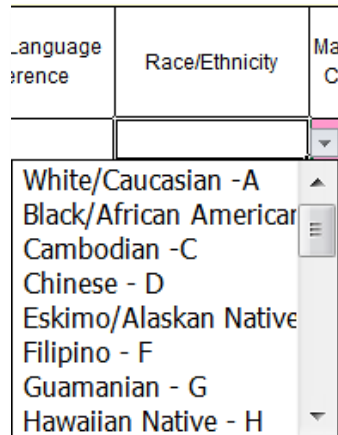 Language
erence
Race/Ethnicity
Ma
C
White/Caucasian -A
Black/African American
Cambodian -C
Chinese - D
Eskimo/Alaskan Native
Filipino - F
Guamanian - G
Hawaiian Native - H